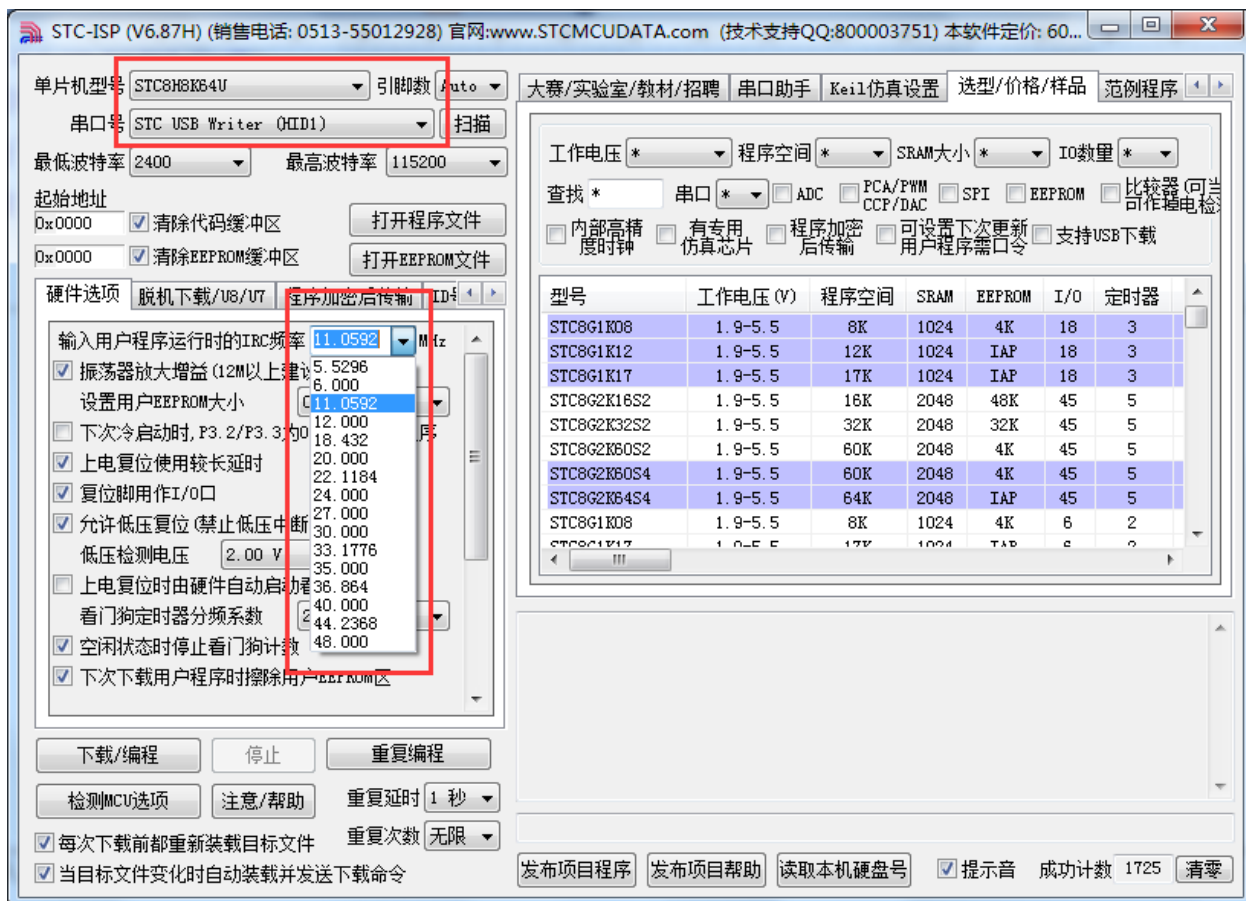 STC-ISP (V6.87H) (销售电话: 0513-55012928) 官网:www.STCMCUDATA.com (技术支持QQ:800003751) 本软件定价: 60...
单片机型号 STC8H8K64U 引脚数 Auto
串口号 STC USB Writer (HID1) 扫描
最低波特率 2400 最高波特率 115200
起始地址
0x0000 清除代码缓冲区 打开程序文件
0x0000 清除EEPROM缓冲区 打开EEPROM文件
硬件选项 脱机下载/U8/U7 程序加密后传输
输入用户程序运行时的IRC频率 11.0592 MHz
振荡器放大增益(12M以上建
设置用户EEPROM大小
下次冷启动时,P3.2/P3.3为0 序
上电复位使用较长延时
复位脚用作I/O口
允许低压复位(禁止低压中断
低压检测电压 2.00 V
上电复位时由硬件自动启动
看门狗定时器分频系数
空闲状态时停止看门狗计数
下次下载用户程序时擦除用户EEPROM区
5.5296
6.000
11.0592
12.000
18.432
20.000
22.1184
24.000
27.000
30.000
33.1776
35.000
36.864
40.000
44.2368
48.000
下载/编程 停止 重复编程
检测MCU选项 注意/帮助 重复延时 1 秒
每次下载前都重新装载目标文件 重复次数 无限
当目标文件变化时自动装载并发送下载命令
大赛/实验室/教材/招聘 串口助手 Keil仿真设置 选型/价格/样品 范例程序
工作电压 * 程序空间 * SRAM大小 * IO数量 *
查找 * 串口 * ADC PCA/PWM CCP/DAC SPI EEPROM 比较器(可当
可作掉电检
内部高精度时钟 有专用仿真芯片 程序加密后传输 可设置下次更新用户程序需口令 支持USB下载
型号 工作电压(V) 程序空间 SRAM EEPROM I/O 定时器
STC8G1K08 1.9-5.5 8K 1024 4K 18 3
STC8G1K12 1.9-5.5 12K 1024 IAP 18 3
STC8G1K17 1.9-5.5 17K 1024 IAP 18 3
STC8G2K16S2 1.9-5.5 16K 2048 48K 45 5
STC8G2K32S2 1.9-5.5 32K 2048 32K 45 5
STC8G2K60S2 1.9-5.5 60K 2048 4K 45 5
STC8G2K60S4 1.9-5.5 60K 2048 4K 45 5
STC8G2K64S4 1.9-5.5 64K 2048 IAP 45 5
STC8G1K08 1.9-5.5 8K 1024 4K 6 2
STC8G1K17 1.9-5.5 17K 1024 IAP 6 2
发布项目程序 发布项目帮助 读取本机硬盘号 提示音 成功计数 1725 清零